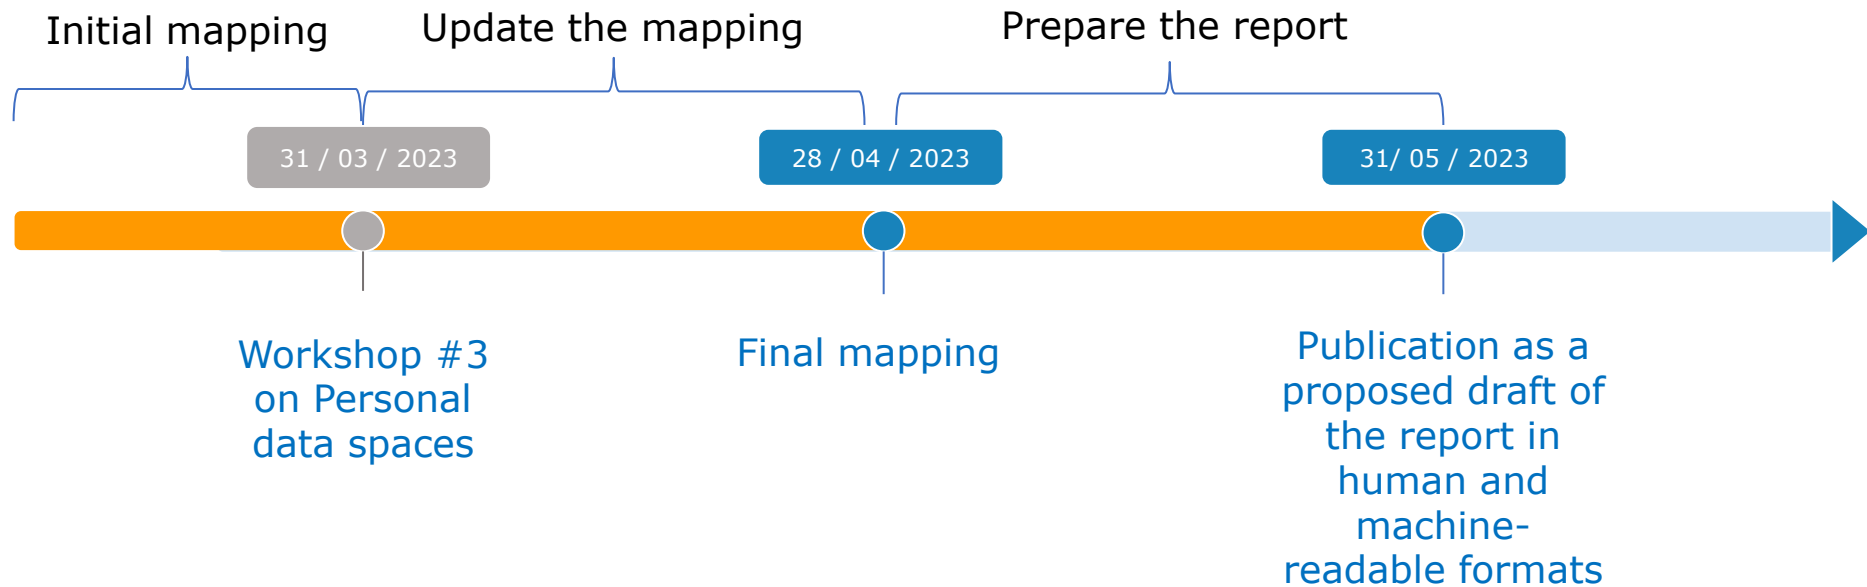 Initial mapping
Update the mapping
Prepare the report
31 / 03 / 2023
28 / 04 / 2023
31/ 05 / 2023
Workshop #3
on Personal
data spaces
Final mapping
Publication as a
proposed draft of
the report in
human and
machine-
readable formats